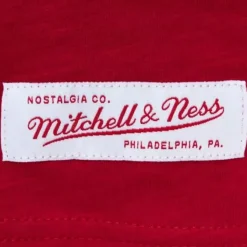 NOSTALGIA CO.
Mitchell & Ness
PHILADELPHIA, PA.